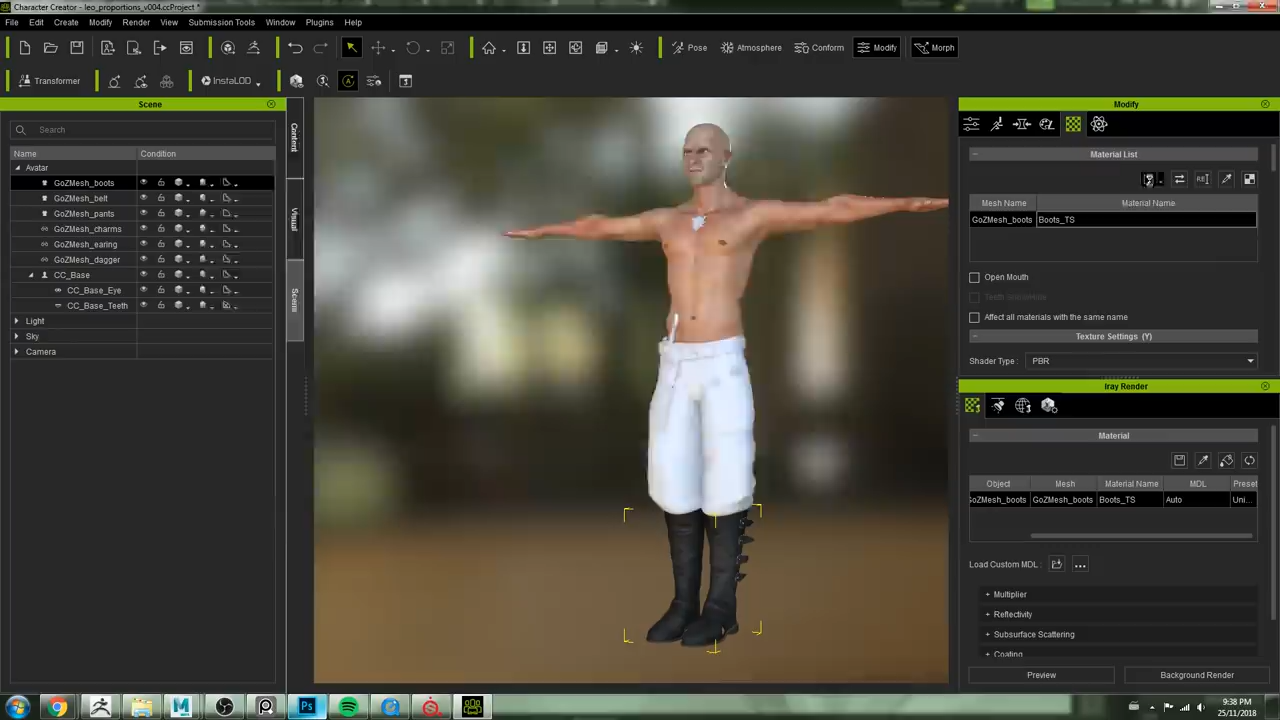 Character Creator - leo_proportions_v004.ccProject *
File Edit Create Modify Render View Submission Tools Window Plugins Help
Pose Atmosphere Conform Modify Morph
Transformer InstaLOD
Scene
Search
Name Condition
Avatar
GoZMesh_boots
GoZMesh_belt
GoZMesh_pants
GoZMesh_charms
GoZMesh_earing
GoZMesh_dagger
CC_Base
CC_Base_Eye
CC_Base_Teeth
Light
Sky
Camera
Content
Visual
Scene
Modify
Material List
Mesh Name Material Name
GoZMesh_boots Boots_TS
Open Mouth
Affect all materials with the same name
Texture Settings (Y)
Shader Type : PBR
Iray Render
Material
Object Mesh Material Name MDL Preset
GoZMesh_boots GoZMesh_boots Boots_TS Auto Uni...
Load Custom MDL : ...
+ Multiplier
+ Reflectivity
+ Subsurface Scattering
+ Coating
Preview Background Render
9:38 PM
25/11/2018